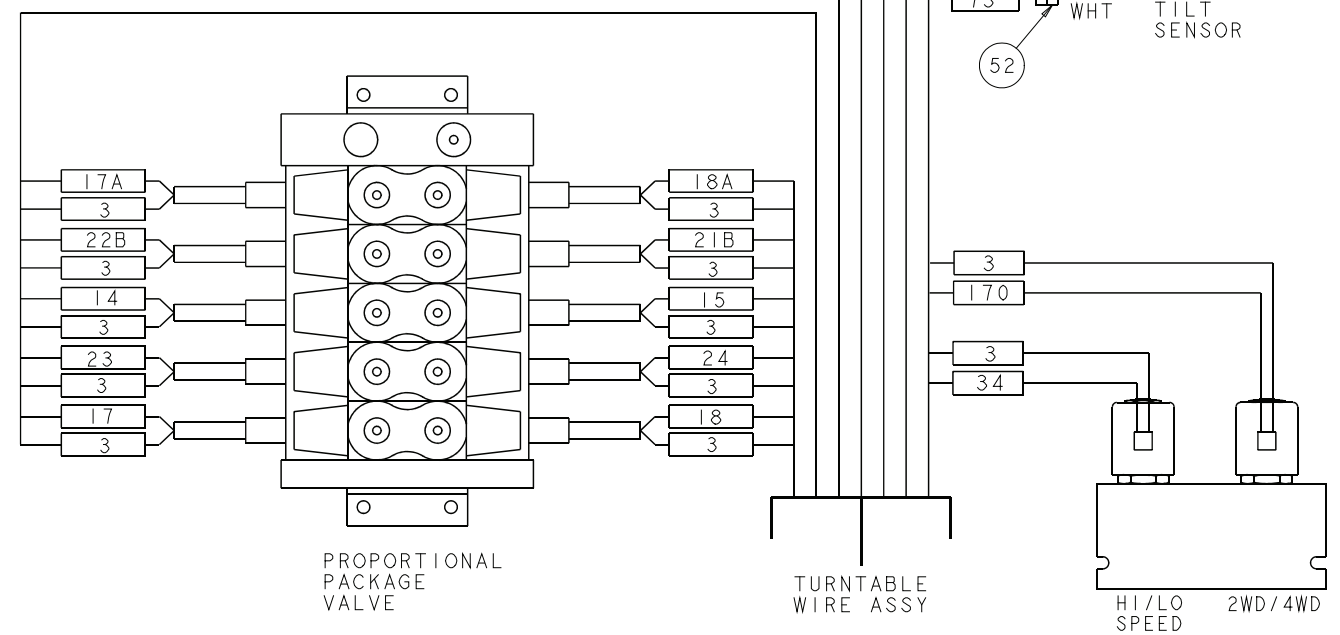 WHT
TILT
SENSOR
52
17A
3
18A
3
22B
3
21B
3
14
3
15
3
23
3
24
3
17
3
18
3
3
170
3
34
PROPORTIONAL
PACKAGE
VALVE
TURNTABLE
WIRE ASSY
HI/LO
SPEED
2WD/4WD